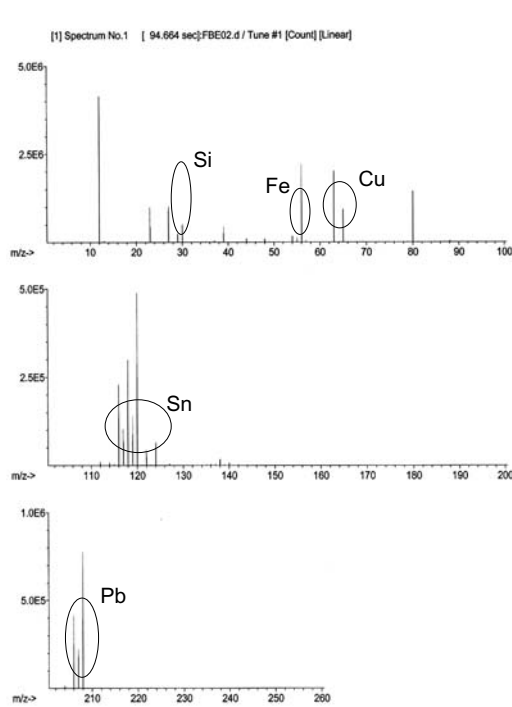 [1] Spectrum No.1 [ 94.664 sec]:FBE02.d / Tune #1 [Count] [Linear]
5.0E6
Si
2.5E6
Fe
Cu
m/z-> 10 20 30 40 50 60 70 80 90 100
5.0E5
2.5E5
Sn
m/z-> 110 120 130 140 150 160 170 180 190 200
1.0E6
Pb
5.0E5
m/z-> 210 220 230 240 250 260